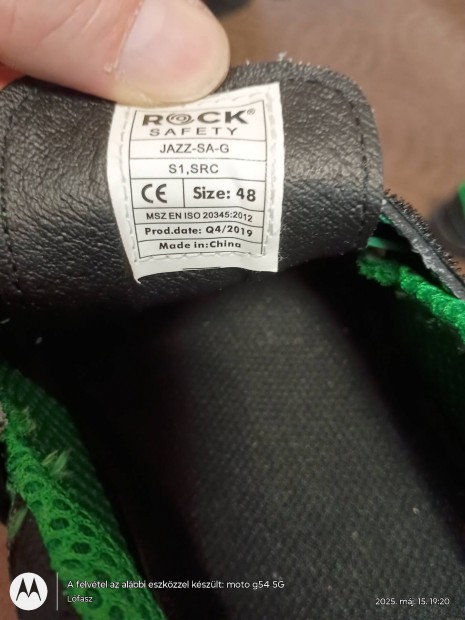 ROCK®
SAFETY
JAZZ-SA-G
S1,SRC
CE Size: 48
MSZ EN ISO 20345:2012
Prod.date: Q4/2019
Made in:China
A felvétel az alábbi eszközzel készült: moto g54 5G
Lófasz
2025. máj. 15. 19:20